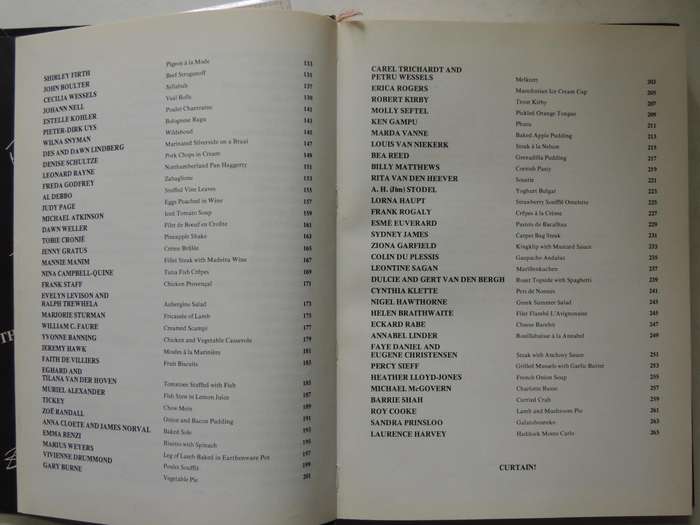 SHIRLEY FIRTH Pigeon à la Mode 133
JOHN BOULTER Beef Stroganoff 135
CECILIA WESSELS Syllabub 137
JOHANN NELL Veal Rolls 139
ESTELLE KOHLER Poulet Chartraine 141
PIETER-DIRK UYS Bolognese Ragu 143
WILNA SNYMAN Wildsboud 145
DES AND DAWN LINDBERG Marinated Silverside on a Braai 147
DENISE SCHULTZE Pork Chops in Cream 149
LEONARD RAYNE Northumberland Pan Haggerty 151
FREDA GODFREY Zabaglione 153
AL DEBBO Stuffed Vine Leaves 155
JUDY PAGE Eggs Poached in Wine 157
MICHAEL ATKINSON Iced Tomato Soup 159
DAWN WELLER Filet de Boeuf en Croûte 161
TOBIE CRONJÉ Pineapple Shake 163
JENNY GRATUS Crème Brûlée 165
MANNIE MANIM Fillet Steak with Madeira Wine 167
NINA CAMPBELL-QUINE Tuna Fish Crêpes 169
FRANK STAFF Chicken Provençal 171
EVELYN LEVISON AND
RALPH TREWHELA Aubergine Salad 173
MARJORIE STURMAN Fricassée of Lamb 175
WILLIAM C. FAURE Creamed Scampi 177
YVONNE BANNING Chicken and Vegetable Casserole 179
JEREMY HAWK Moules à la Marinière 181
FAITH DE VILLIERS Fruit Biscuits 183
EGHARD AND
TILANA VAN DER HOVEN Tomatoes Stuffed with Fish 185
MURIEL ALEXANDER Fish Stew in Lemon Juice 187
TICKEY Chow Mein 189
ZOË RANDALL Onion and Bacon Pudding 191
ANNA CLOETE AND JAMES NORVAL Baked Sole 193
EMMA RENZI Risotto with Spinach 195
MARIUS WEYERS Leg of Lamb Baked in Earthenware Pot 197
VIVIENNE DRUMMOND Poulet Soufflé 199
GARY BURNE Vegetable Pie 201
CAREL TRICHARDT AND
PETRU WESSELS Melkert 203
ERICA ROGERS Manouhrian Ice Cream Cup 205
ROBERT KIRBY Trout Kirby 207
MOLLY SEFTEL Pickled Orange Tongue 209
KEN GAMPU Phutu 211
MARDA VANNE Baked Apple Pudding 213
LOUIS VAN NIEKERK Steak à la Nelson 215
BEA REED Grenadilla Pudding 217
BILLY MATTHEWS Cornish Pasty 219
RITA VAN DEN HEEVER Sosatie 221
A. H. (Jim) STODEL Yoghurt Bulgar 223
LORNA HAUPT Strawberry Soufflé Omelette 225
FRANK ROGALY Crêpes à la Crème 227
ESMÉ EUVERARD Pasteis de Bacalhau 229
SYDNEY JAMES Carpet Bag Steak 231
ZIONA GARFIELD Kingklip with Mustard Sauce 233
COLIN DU PLESSIS Gazpacho Andaluz 235
LEONTINE SAGAN Marillenkuchen 237
DULCIE AND GERT VAN DEN BERGH Roast Topside with Spaghetti 239
CYNTHIA KLETTE Pets de Nonnes 241
NIGEL HAWTHORNE Greek Summer Salad 243
HELEN BRAITHWAITE Filet Flambé L'Avignonaise 245
ECKARD RABE Cheese Barofet 247
ANNABEL LINDER Bouillabaisse à la Annabel 249
FAYE DANIEL AND
EUGENE CHRISTENSEN Steak with Anchovy Sauce 251
PERCY SIEFF Grilled Mussels with Garlic Butter 253
HEATHER LLOYD-JONES French Onion Soup 255
MICHAEL McGOVERN Charlotte Russe 257
BARRIE SHAH Curried Crab 259
ROY COOKE Lamb and Mushroom Pie 261
SANDRA PRINSLOO Galatoboureko 263
LAURENCE HARVEY Haddock Monte Carlo 265
CURTAIN!